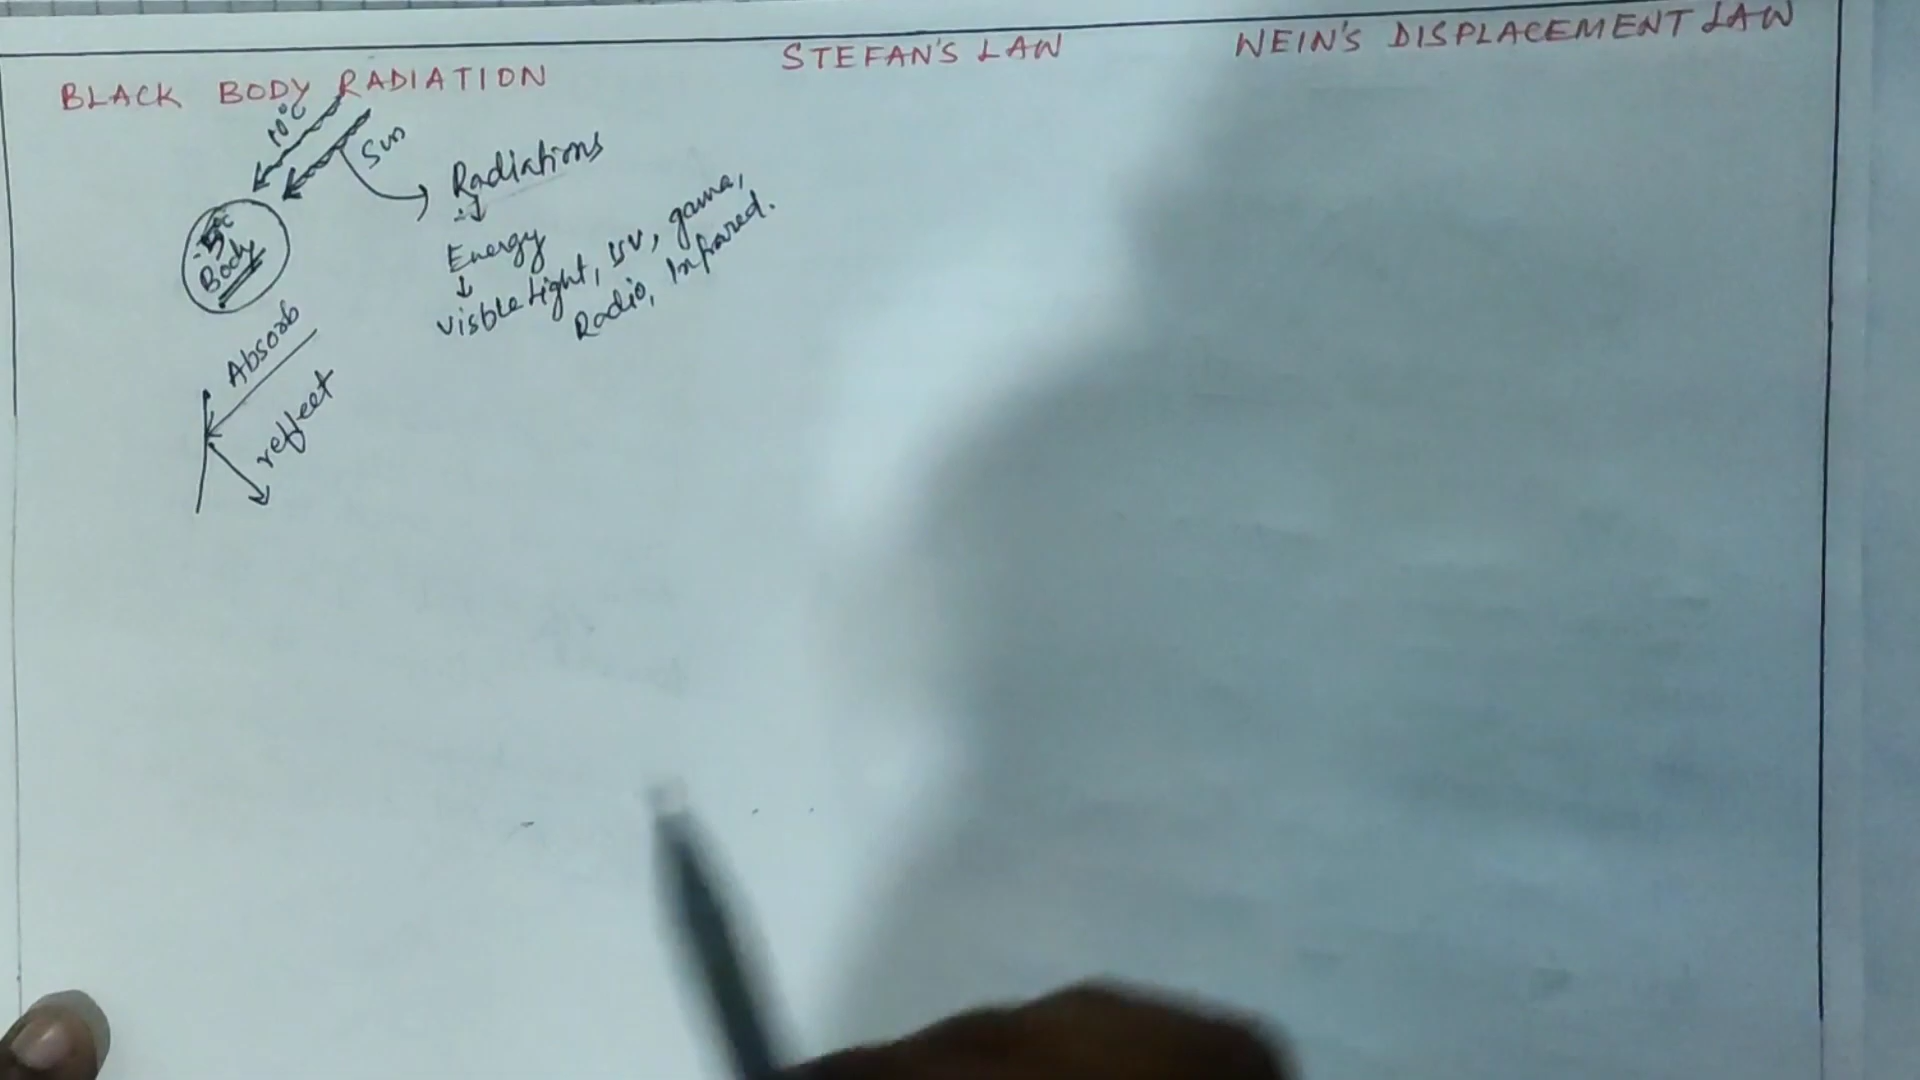 BLACK BODY RADIATION
STEFAN'S LAW
WEIN'S DISPLACEMENT LAW
10°C
Sun
Body
Radiations
Energy
Visble Light, UV, gama,
Radio, Infrared.
Absorb
reflect